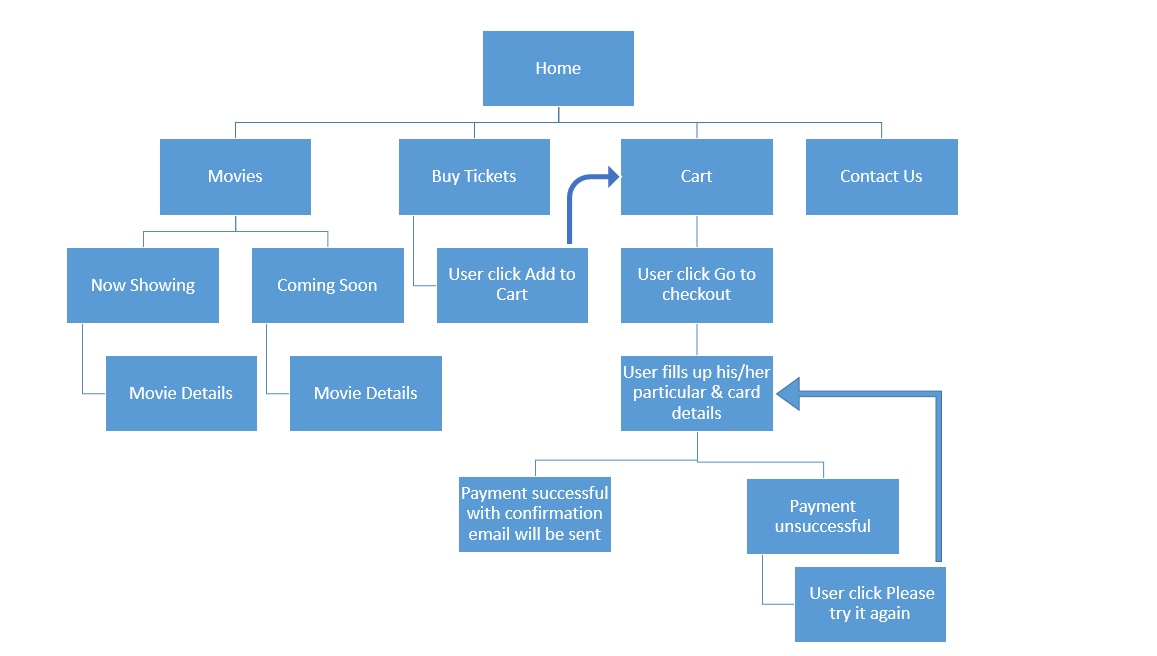 Home
Movies
Buy Tickets
Cart
Contact Us
Now Showing
Coming Soon
User click Add to
Cart
User click Go to
checkout
Movie Details
Movie Details
User fills up his/her
particular & card
details
Payment successful
with confirmation
email will be sent
Payment
unsuccessful
User click Please
try it again